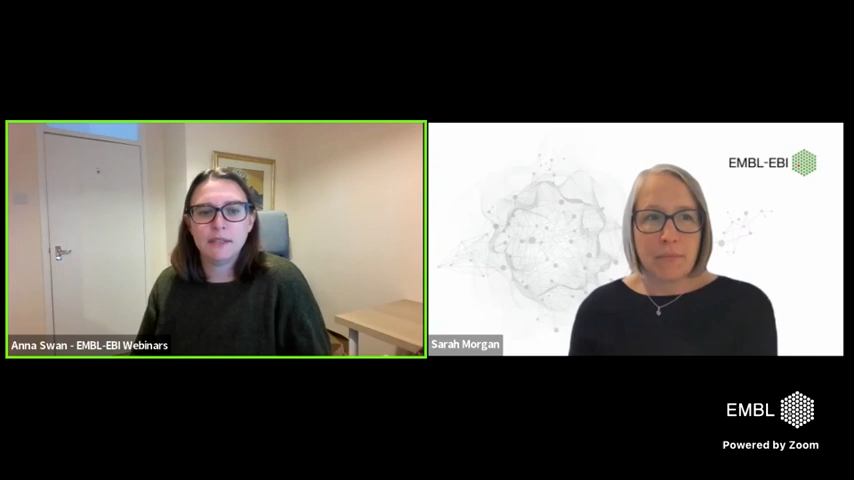 EMBL-EBI
Anna Swan - EMBL-EBI Webinars
Sarah Morgan
EMBL
Powered by Zoom